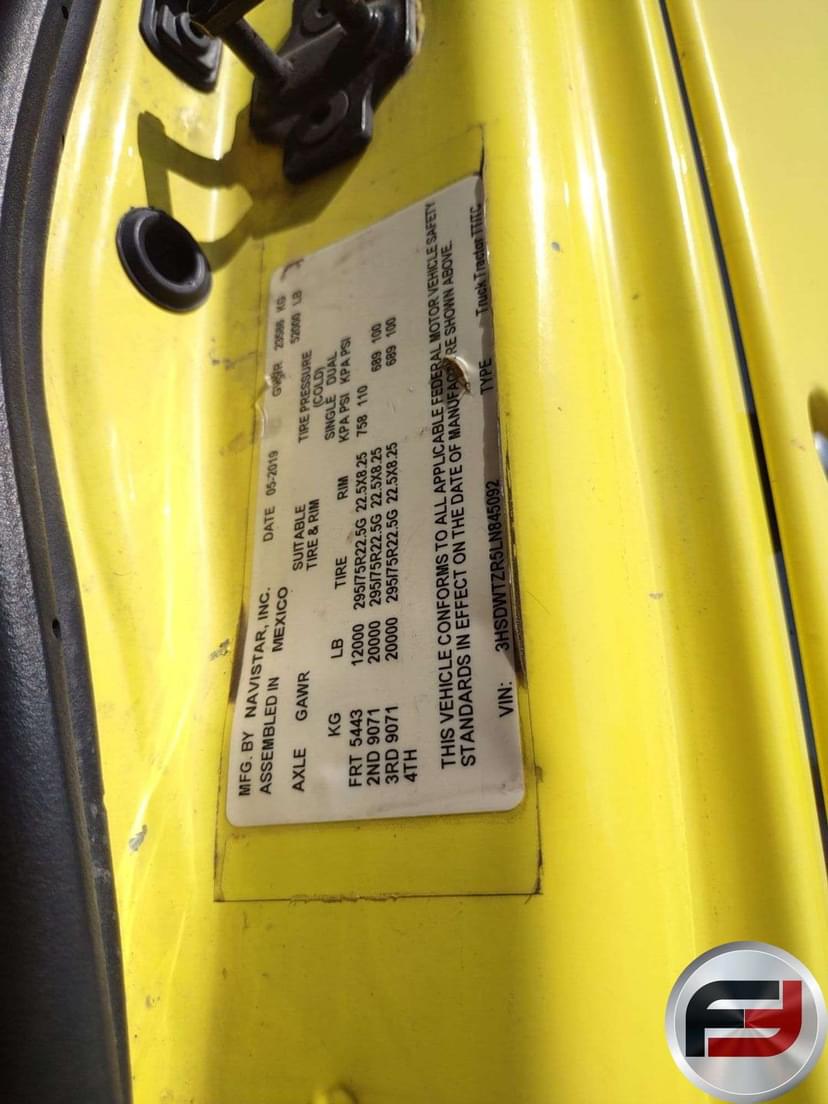 MFG. BY NAVISTAR, INC. DATE 05-2019 GVWR 23586 KG
ASSEMBLED IN MEXICO 52000 LB
AXLE GAWR SUITABLE TIRE PRESSURE
TIRE & RIM (COLD)
SINGLE DUAL
KG LB TIRE RIM KPA PSI KPA PSI
FRT 5443 12000 295/75R22.5G 22.5X8.25 758 110
2ND 9071 20000 295/75R22.5G 22.5X8.25 689 100
3RD 9071 20000 295/75R22.5G 22.5X8.25 689 100
4TH
THIS VEHICLE CONFORMS TO ALL APPLICABLE FEDERAL MOTOR VEHICLE SAFETY
STANDARDS IN EFFECT ON THE DATE OF MANUFACTURE SHOWN ABOVE.
VIN: 3HSDWTZR5LN845092 TYPE Truck Tractor TT/TC